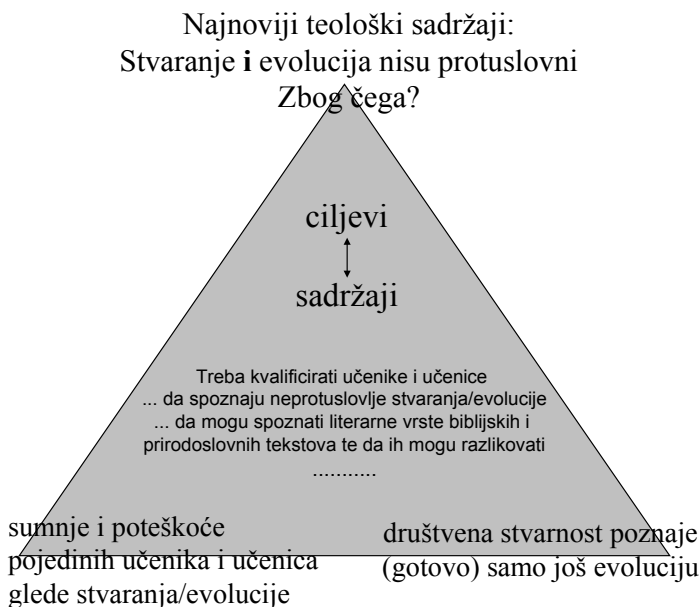 Najnoviji teološki sadržaji:
Stvaranje i evolucija nisu protuslovni
Zbog čega?
ciljevi
sadržaji
Treba kvalificirati učenike i učenice
... da spoznaju neprotuslovlje stvaranja/evolucije
... da mogu spoznati literarne vrste biblijskih i
prirodoslovnih tekstova te da ih mogu razlikovati
...........
sumnje i poteškoće
pojedinih učenika i učenica
glede stvaranja/evolucije
društvena stvarnost poznaje
(gotovo) samo još evoluciju